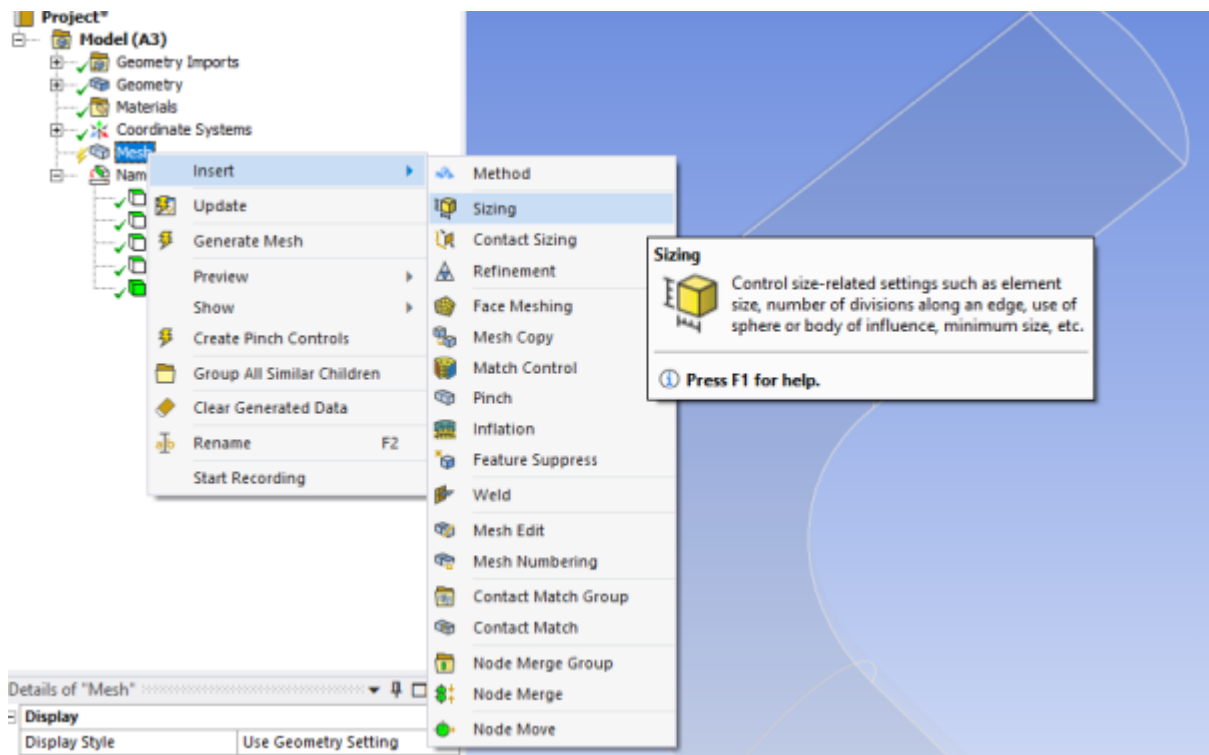 Project*
Model (A3)
Geometry Imports
Geometry
Materials
Coordinate Systems
Mesh
Nam
Insert
Update
Generate Mesh
Preview
Show
Create Pinch Controls
Group All Similar Children
Clear Generated Data
Rename F2
Start Recording
Method
Sizing
Contact Sizing
Refinement
Face Meshing
Mesh Copy
Match Control
Pinch
Inflation
Feature Suppress
Weld
Mesh Edit
Mesh Numbering
Contact Match Group
Contact Match
Node Merge Group
Node Merge
Node Move
Sizing
Control size-related settings such as element
size, number of divisions along an edge, use of
sphere or body of influence, minimum size, etc.
Press F1 for help.
Details of "Mesh"
Display
Display Style Use Geometry Setting